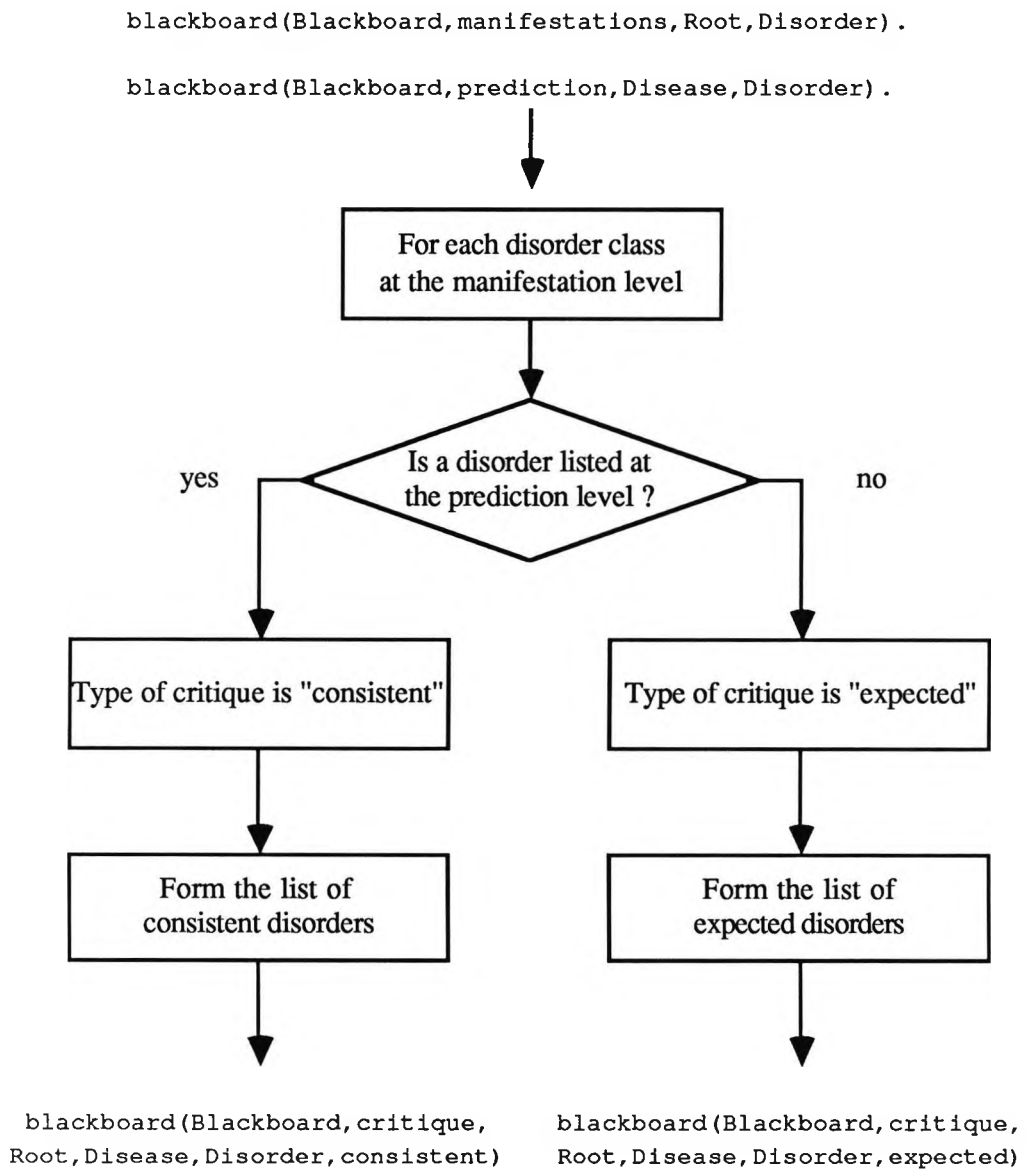 blackboard(Blackboard,manifestations,Root,Disorder).
blackboard(Blackboard,prediction,Disease,Disorder).
For each disorder class
at the manifestation level
Is a disorder listed at
the prediction level ?
yes
no
Type of critique is "consistent"
Type of critique is "expected"
Form the list of
consistent disorders
Form the list of
expected disorders
blackboard(Blackboard,critique,
Root,Disease,Disorder,consistent)
blackboard(Blackboard,critique,
Root,Disease,Disorder,expected)